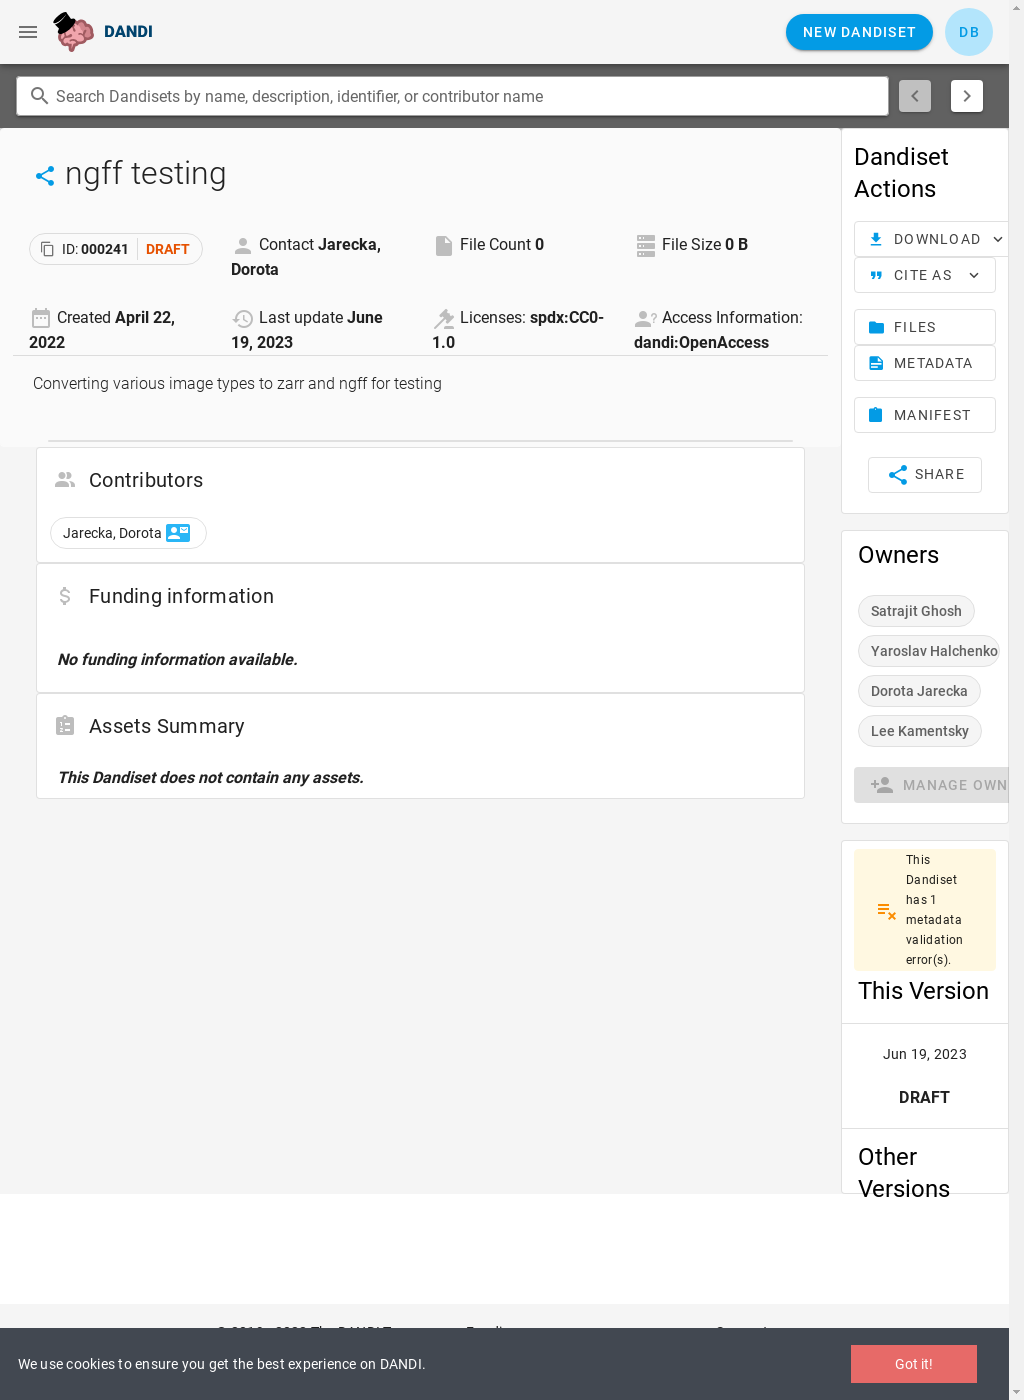 DANDI
NEW DANDISET
DB
Search Dandisets by name, description, identifier, or contributor name
ngff testing
ID: 000241 DRAFT
Contact Jarecka,
Dorota
File Count 0
File Size 0 B
Created April 22,
2022
Last update June
19, 2023
Licenses: spdx:CC0-
1.0
Access Information:
dandi:OpenAccess
Converting various image types to zarr and ngff for testing
Contributors
Jarecka, Dorota
Funding information
No funding information available.
Assets Summary
This Dandiset does not contain any assets.
Dandiset
Actions
DOWNLOAD
CITE AS
FILES
METADATA
MANIFEST
SHARE
Owners
Satrajit Ghosh
Yaroslav Halchenko
Dorota Jarecka
Lee Kamentsky
MANAGE OWN
This
Dandiset
has 1
metadata
validation
error(s).
This Version
Jun 19, 2023
DRAFT
Other
Versions
We use cookies to ensure you get the best experience on DANDI.
Got it!